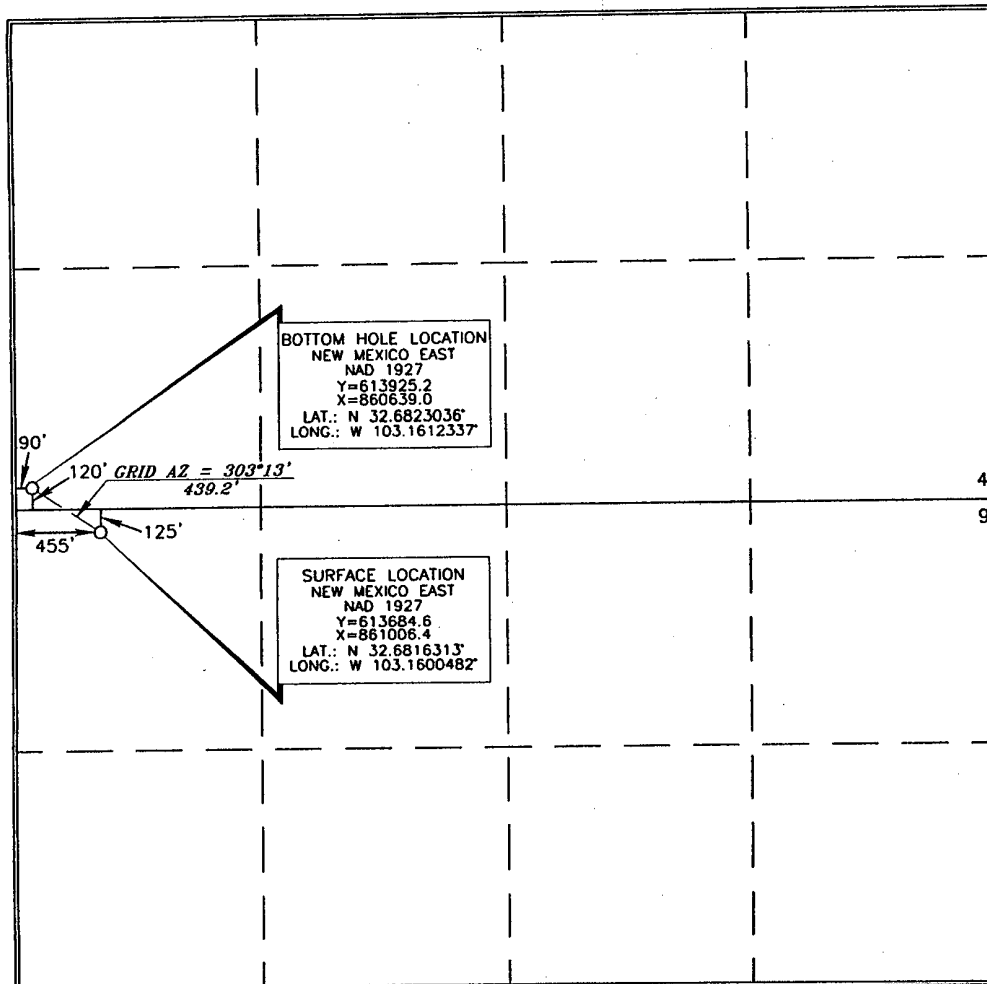 BOTTOM HOLE LOCATION
NEW MEXICO EAST
NAD 1927
Y=613925.2
X=860639.0
LAT.: N 32.6823036°
LONG.: W 103.1612337°
90'
120'
GRID AZ = 303°13'
439.2'
4
9
455'
125'
SURFACE LOCATION
NEW MEXICO EAST
NAD 1927
Y=613684.6
X=861006.4
LAT.: N 32.6816313°
LONG.: W 103.1600482°